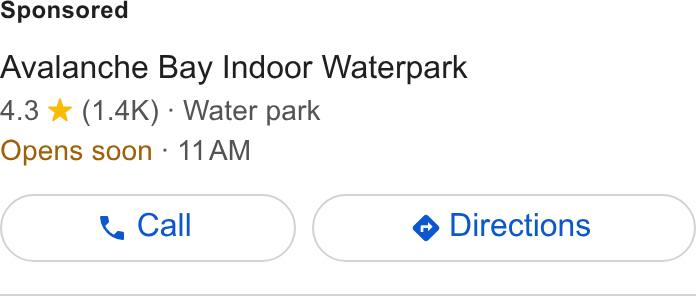 Sponsored
Avalanche Bay Indoor Waterpark
4.3 ★ (1.4K) · Water park
Opens soon · 11 AM
Call
Directions